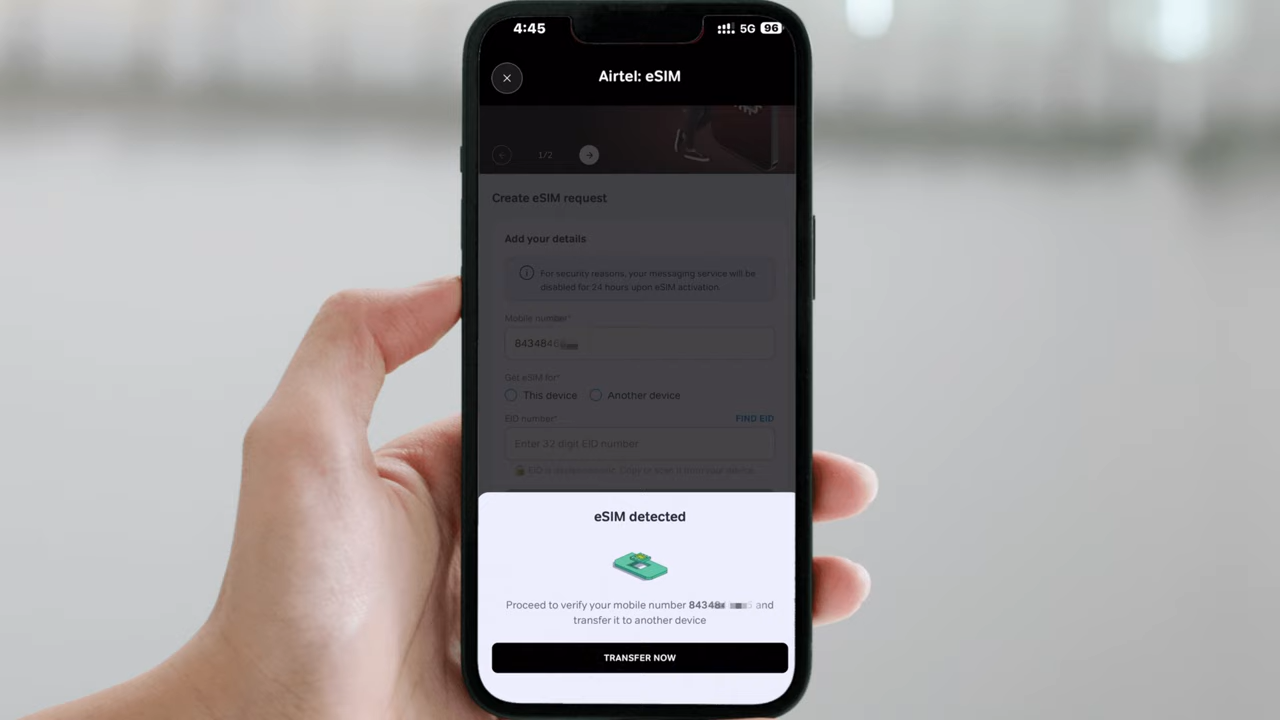 4:45
5G 96
Airtel: eSIM
1/2
Create eSIM request
Add your details
For security reasons, your messaging service will be
disabled for 24 hours upon eSIM activation.
Mobile number*
843484
Get eSIM for*
This device
Another device
EID number*
FIND EID
Enter 32 digit EID number
eSIM detected
Proceed to verify your mobile number 84348 and
transfer it to another device
TRANSFER NOW